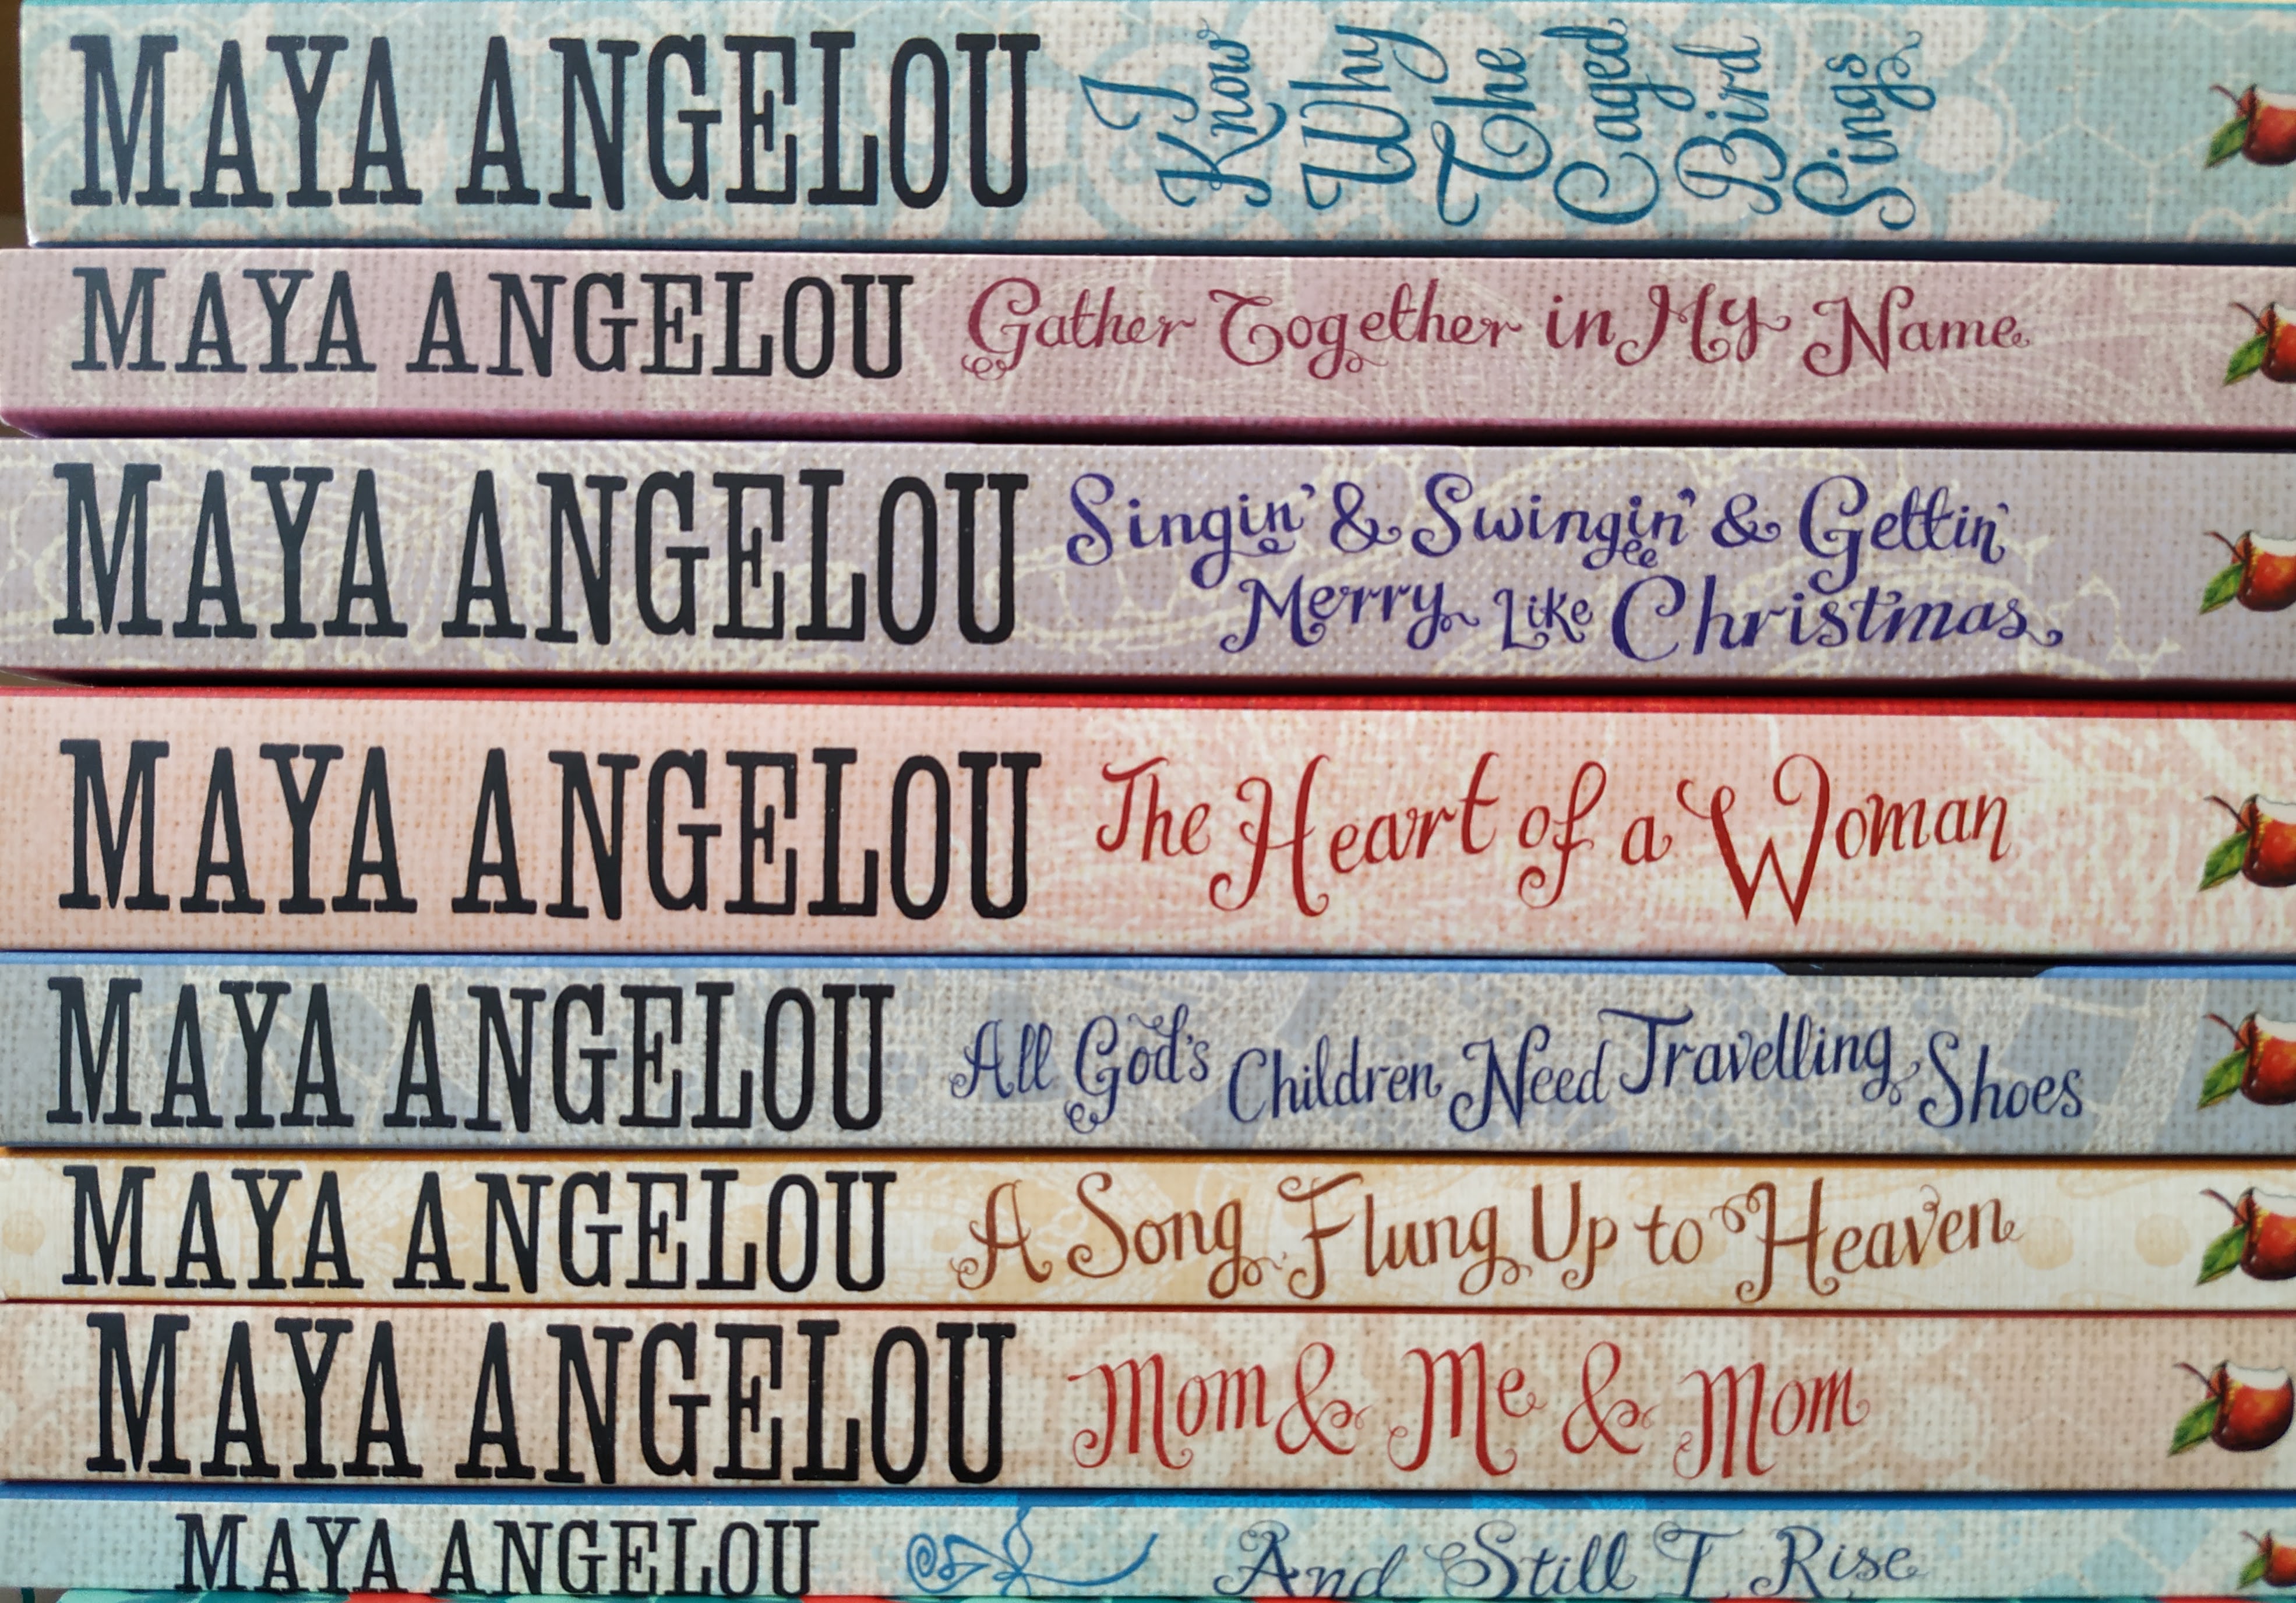 MAYA ANGELOU I Know Why The Caged Bird Sings
MAYA ANGELOU Gather Together in My Name
MAYA ANGELOU Singin' & Swingin' & Gettin'
Merry Like Christmas
MAYA ANGELOU The Heart of a Woman
MAYA ANGELOU All God's Children Need Travelling Shoes
MAYA ANGELOU A Song Flung Up to Heaven
MAYA ANGELOU Mom & Me & Mom
MAYA ANGELOU And Still I Rise